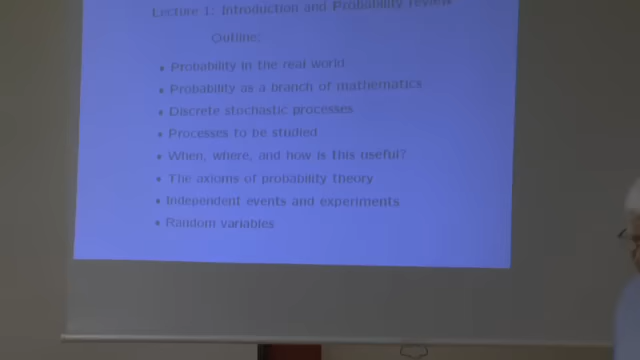 Lecture 1: Introduction and Probability review
Outline:
• Probability in the real world
• Probability as a branch of mathematics
• Discrete stochastic processes
• Processes to be studied
• When, where, and how is this useful?
• The axioms of probability theory
• Independent events and experiments
• Random variables